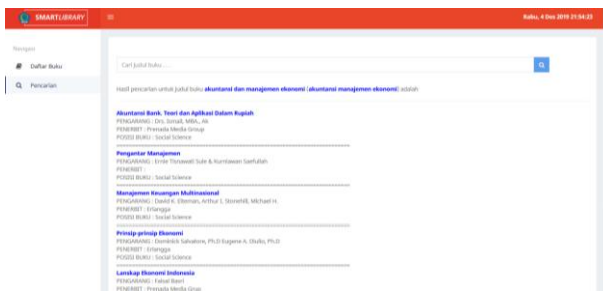 SMARTLIBRARY
Rabu, 4 Des 2019 21:54:23
Navigasi
Daftar Buku
Pencarian
Cari Judul Buku .....
Hasil pencarian untuk judul buku akuntansi dan manajemen ekonomi (akuntansi manajemen ekonomi) adalah
Akuntansi Bank. Teori dan Aplikasi Dalam Rupiah
PENGARANG : Drs. Ismail, MBA., Ak
PENERBIT : Prenada Media Group
POSISI BUKU : Social Science
Pengantar Manajemen
PENGARANG : Ernie Tisnawati Sule & Kurniawan Saefullah
PENERBIT :
POSISI BUKU : Social Science
Manajemen Keuangan Multinasional
PENGARANG : David K. Eiteman, Arthur I. Stonehill, Michael H.
PENERBIT : Erlangga
POSISI BUKU : Social Science
Prinsip-prinsip Ekonomi
PENGARANG : Dominick Salvatore, Ph.D Eugene A. Diulio, Ph.D
PENERBIT : Erlangga
POSISI BUKU : Social Science
Lanskap Ekonomi Indonesia
PENGARANG : Faisal Basri
PENERBIT : Prenada Media Grup